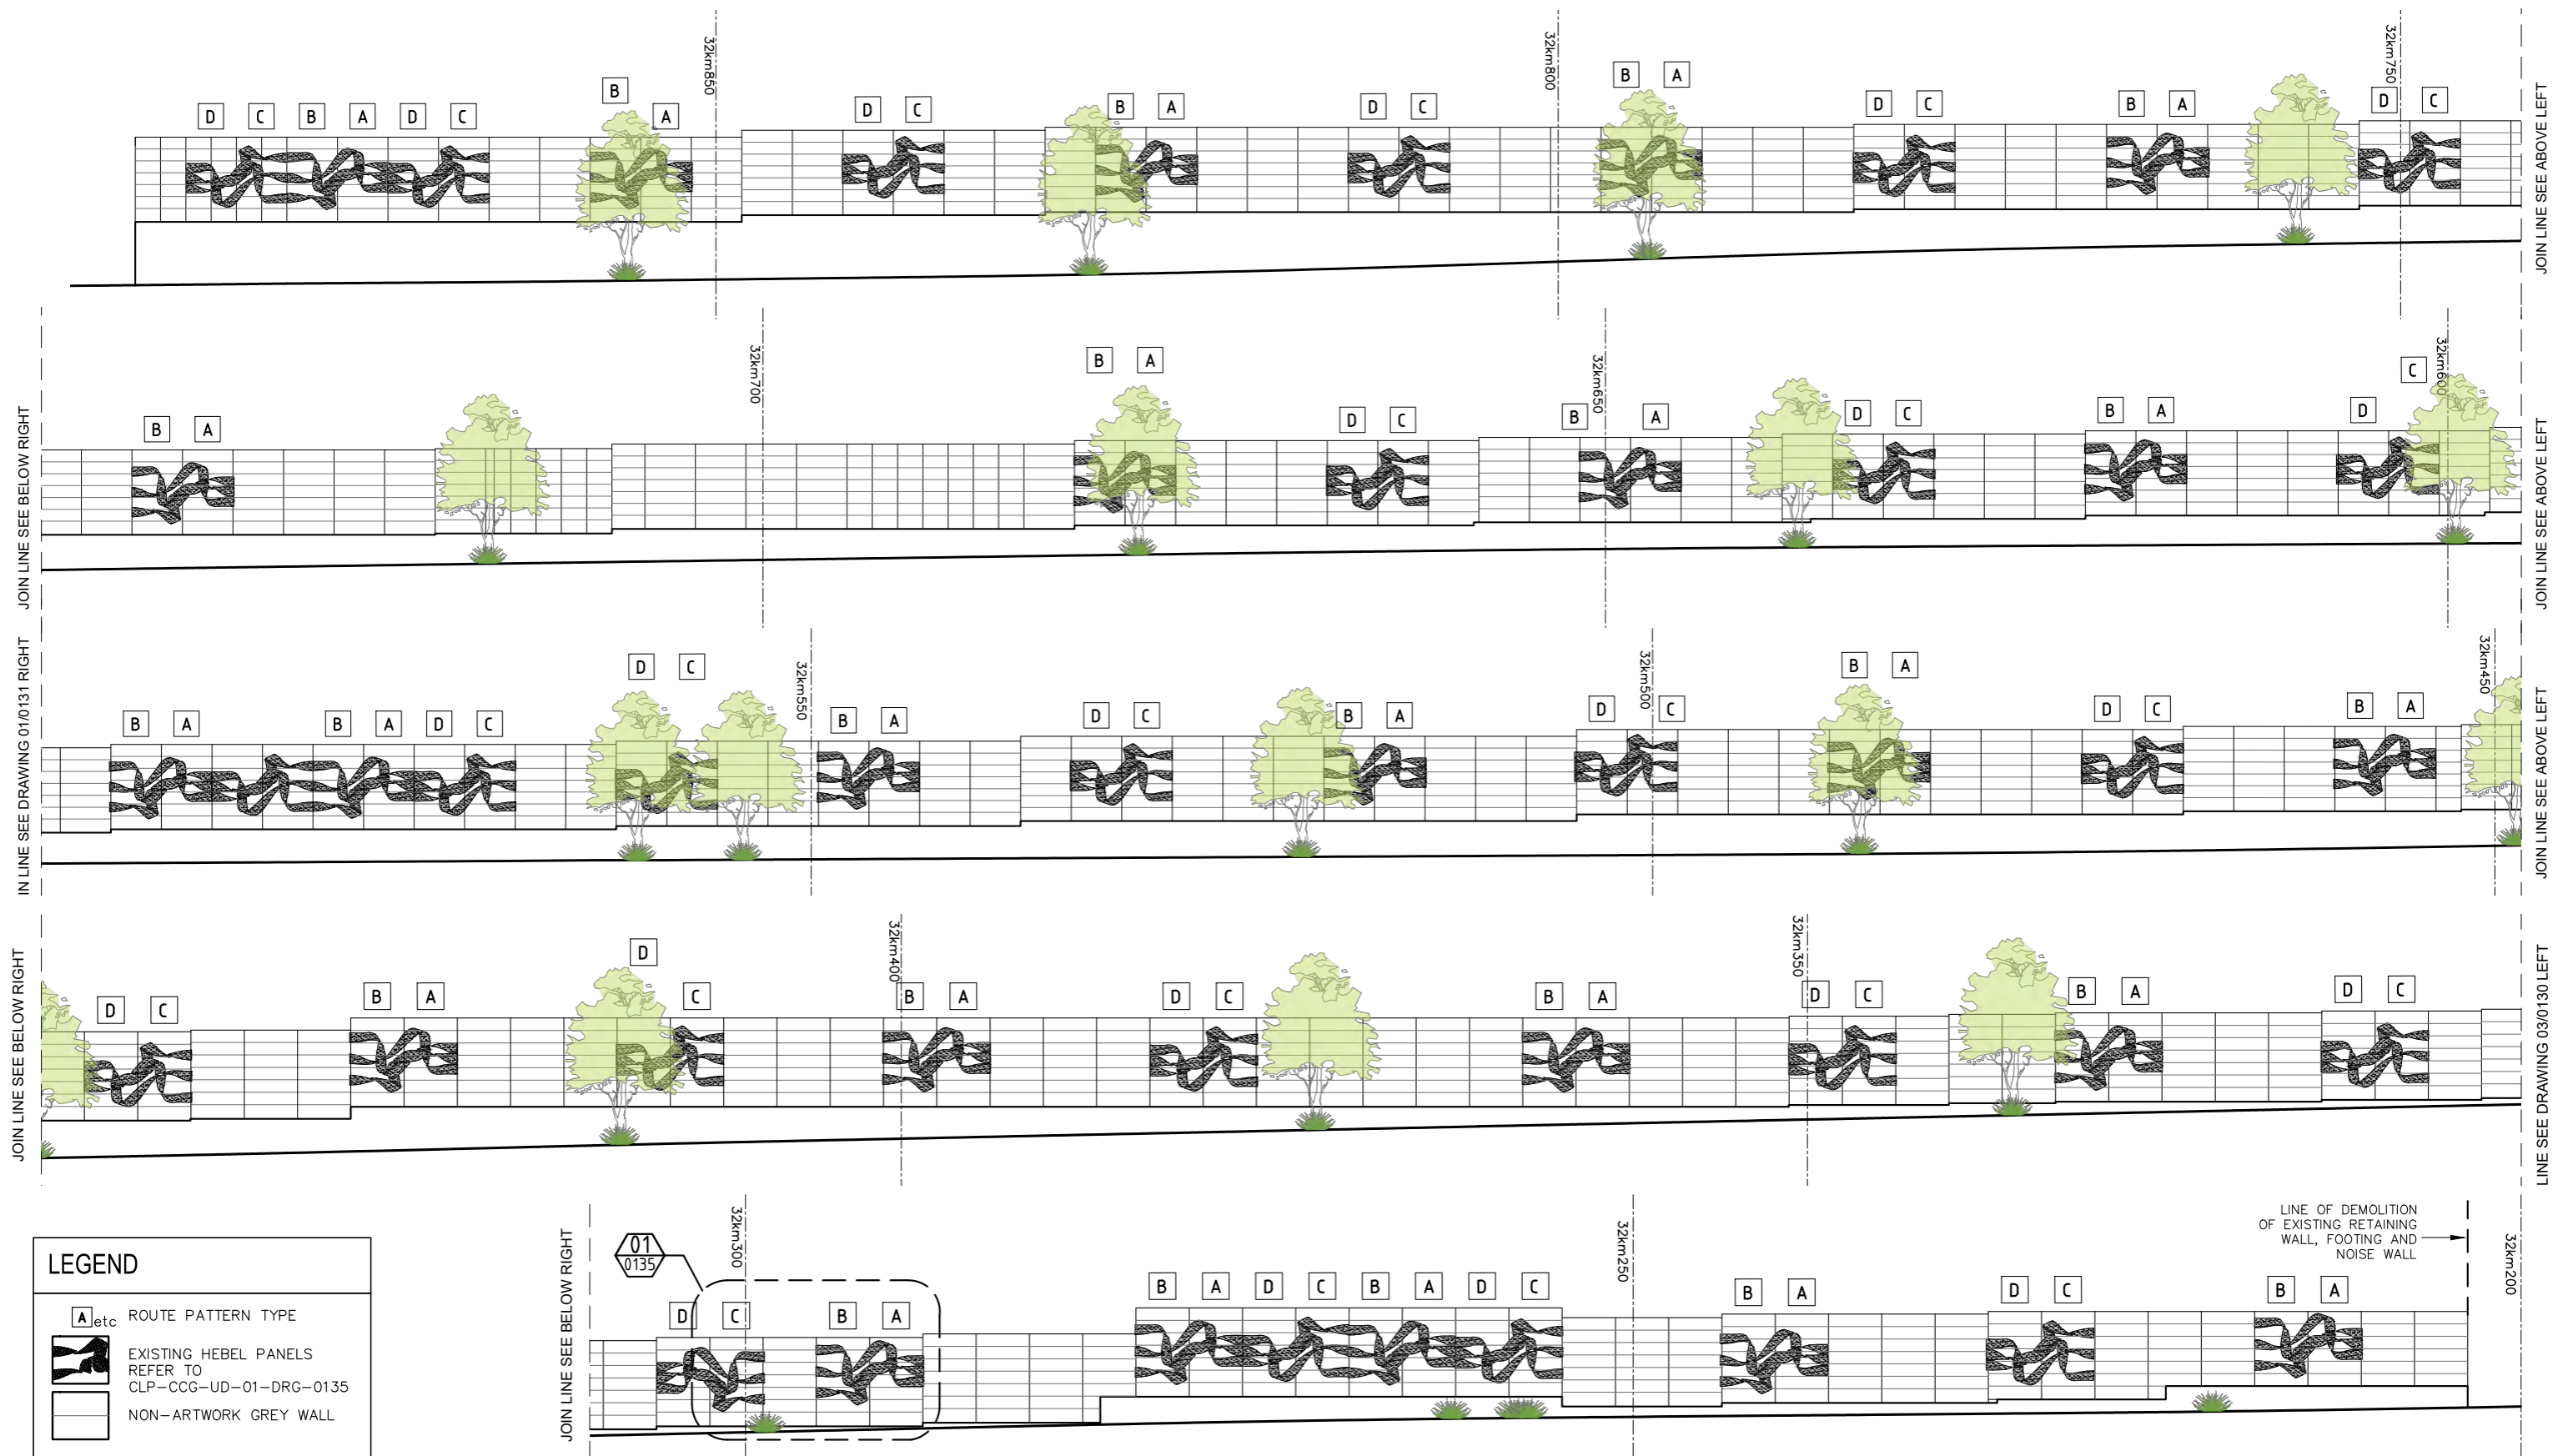 32km850
32km800
32km750
B
B A
D C B A D C
A
D C
B A
D C
D C
B A
D C
JOIN LINE SEE ABOVE LEFT
32km700
32km650
32km600
B A
C
B A
D C
B A
D C
B A
D
JOIN LINE SEE BELOW RIGHT
JOIN LINE SEE ABOVE LEFT
32km550
32km500
32km450
D C
B A
B A
B A D C
B A
D C
B A
D C
D C
B A
IN LINE SEE DRAWING 01/0131 RIGHT
JOIN LINE SEE ABOVE LEFT
32km400
32km350
D
D C
B A
C
B A
D C
B A
D C
B A
D C
JOIN LINE SEE BELOW RIGHT
LINE SEE DRAWING 03/0130 LEFT
32km300
32km250
32km200
LINE OF DEMOLITION
OF EXISTING RETAINING
WALL, FOOTING AND
NOISE WALL
01
0135
D C
B A
B A D C B A D C
B A
D C
B A
JOIN LINE SEE BELOW RIGHT
LEGEND
A etc ROUTE PATTERN TYPE
EXISTING HEBEL PANELS
REFER TO
CLP-CCG-UD-01-DRG-0135
NON-ARTWORK GREY WALL